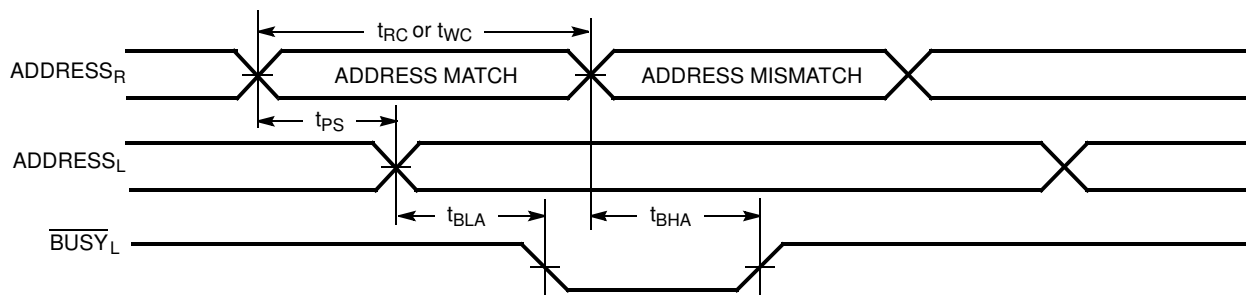 tRC or tWC
ADDRESSR
ADDRESS MATCH
ADDRESS MISMATCH
tPS
ADDRESSL
tBLA
tBHA
BUSYL